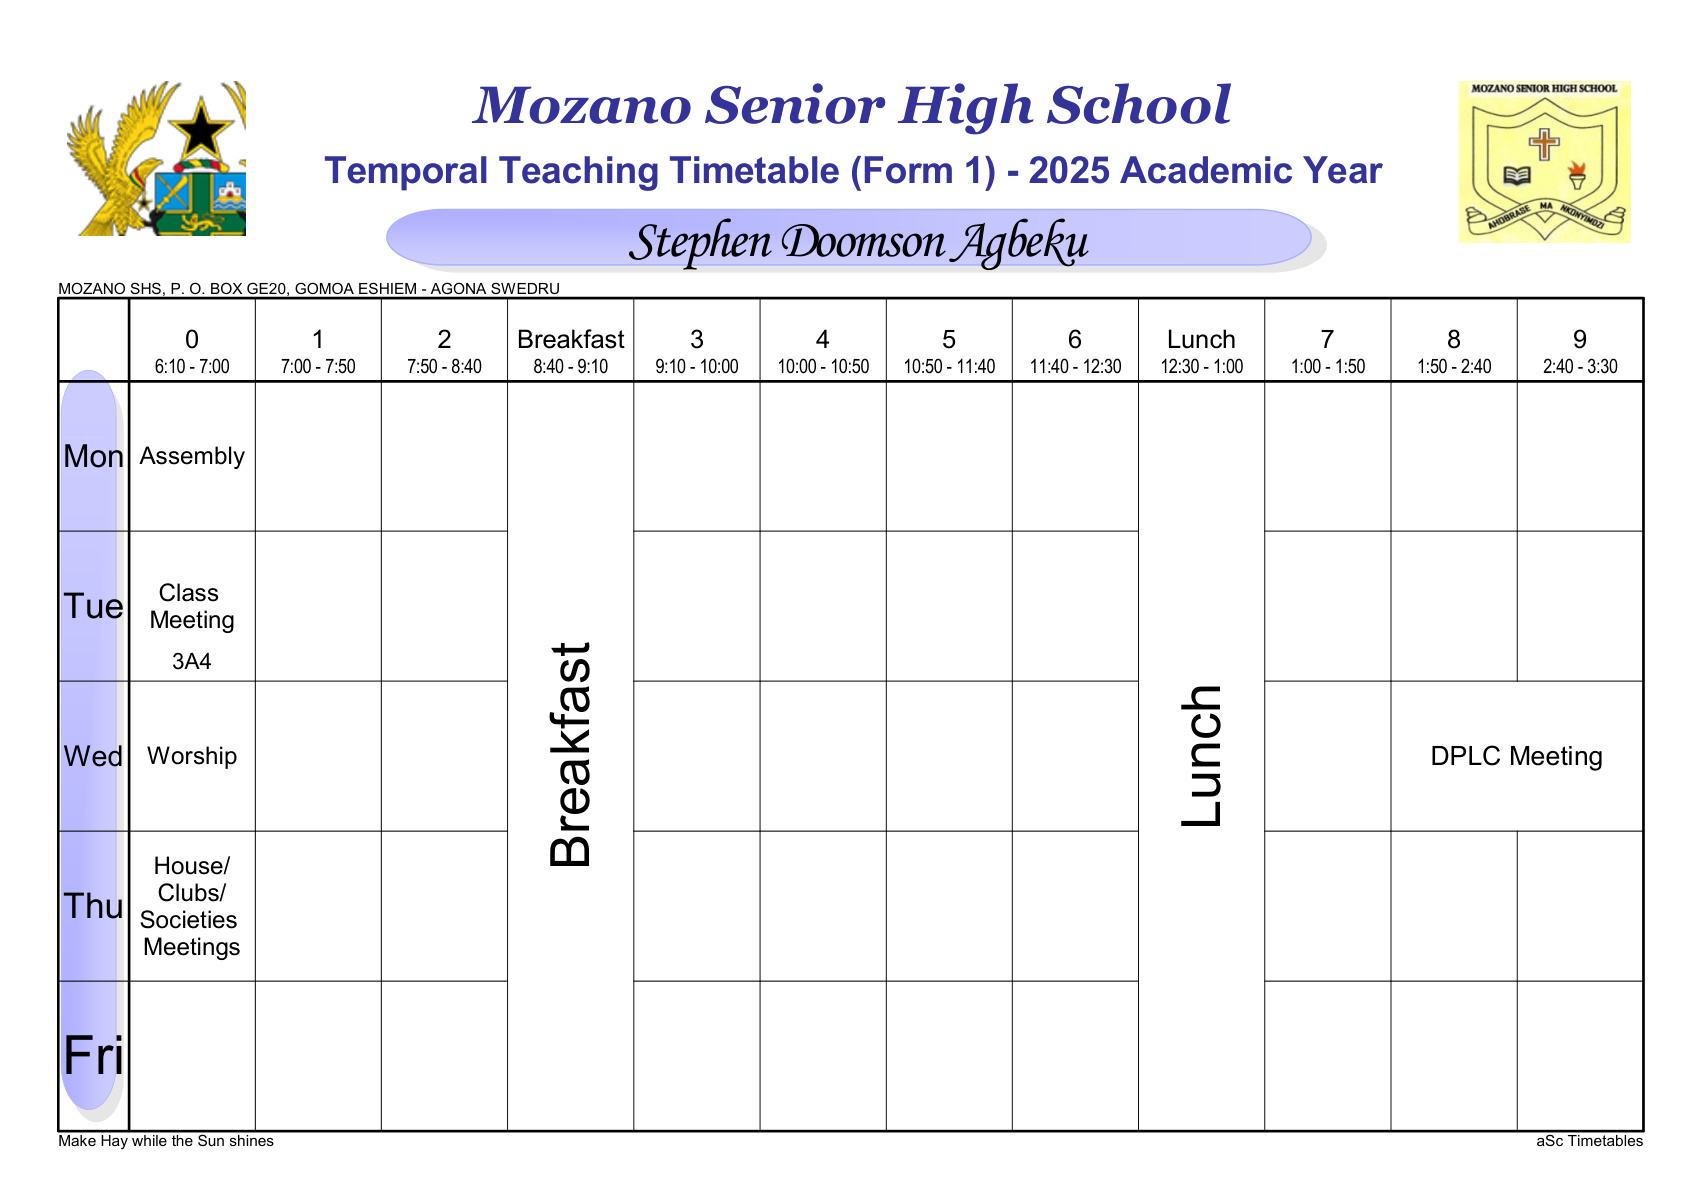 MOZANO SENIOR HIGH SCHOOL
AHOBRASE MA NKONYIMDZI
Mozano Senior High School
Temporal Teaching Timetable (Form 1) - 2025 Academic Year
Stephen Doomson Agbeku
MOZANO SHS, P. O. BOX GE20, GOMOA ESHIEM - AGONA SWEDRU
0 1 2 Breakfast 3 4 5 6 Lunch 7 8 9
6:10 - 7:00 7:00 - 7:50 7:50 - 8:40 8:40 - 9:10 9:10 - 10:00 10:00 - 10:50 10:50 - 11:40 11:40 - 12:30 12:30 - 1:00 1:00 - 1:50 1:50 - 2:40 2:40 - 3:30
Mon Assembly
Tue
Class
Meeting
3A4
Breakfast
Lunch
Wed Worship DPLC Meeting
Thu
House/
Clubs/
Societies
Meetings
Fri
Make Hay while the Sun shines
aSc Timetables